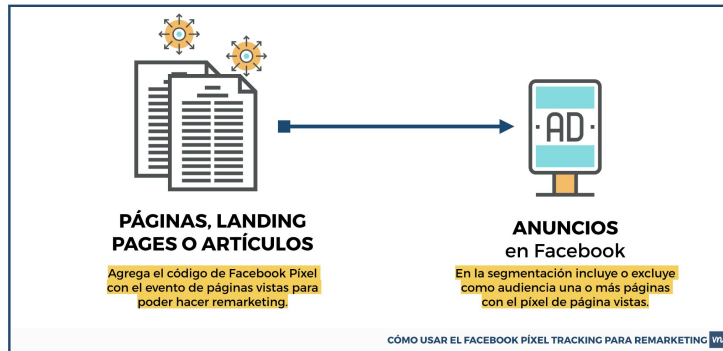 AD
PÁGINAS, LANDING
PAGES O ARTÍCULOS
Agrega el código de Facebook Píxel
con el evento de páginas vistas para
poder hacer remarketing.
ANUNCIOS
en Facebook
En la segmentación incluye o excluye
como audiencia una o más páginas
con el píxel de página vistas.
CÓMO USAR EL FACEBOOK PÍXEL TRACKING PARA REMARKETING